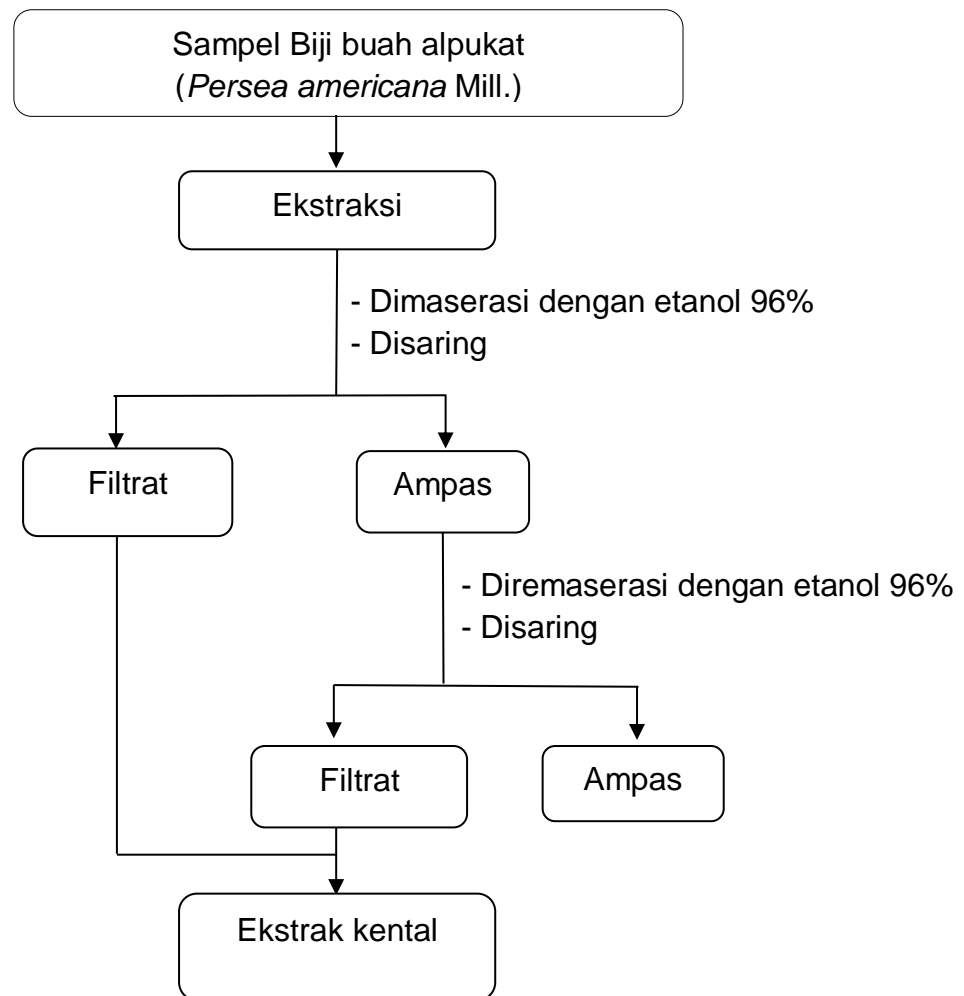 Sampel Biji buah alpukat
(Persea americana Mill.)
Ekstraksi
- Dimaserasi dengan etanol 96%
- Disaring
Filtrat
Ampas
- Diremaserasi dengan etanol 96%
- Disaring
Filtrat
Ampas
Ekstrak kental